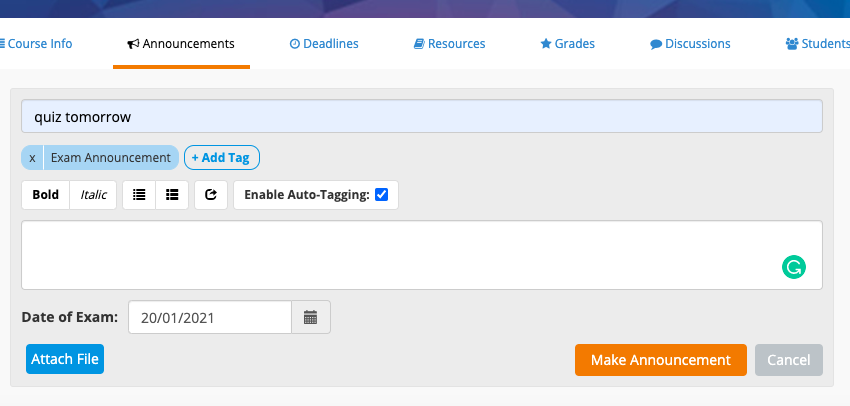 Course Info Announcements Deadlines Resources Grades Discussions Students
quiz tomorrow
x Exam Announcement + Add Tag
Bold Italic Enable Auto-Tagging:
Date of Exam: 20/01/2021
Attach File Make Announcement Cancel